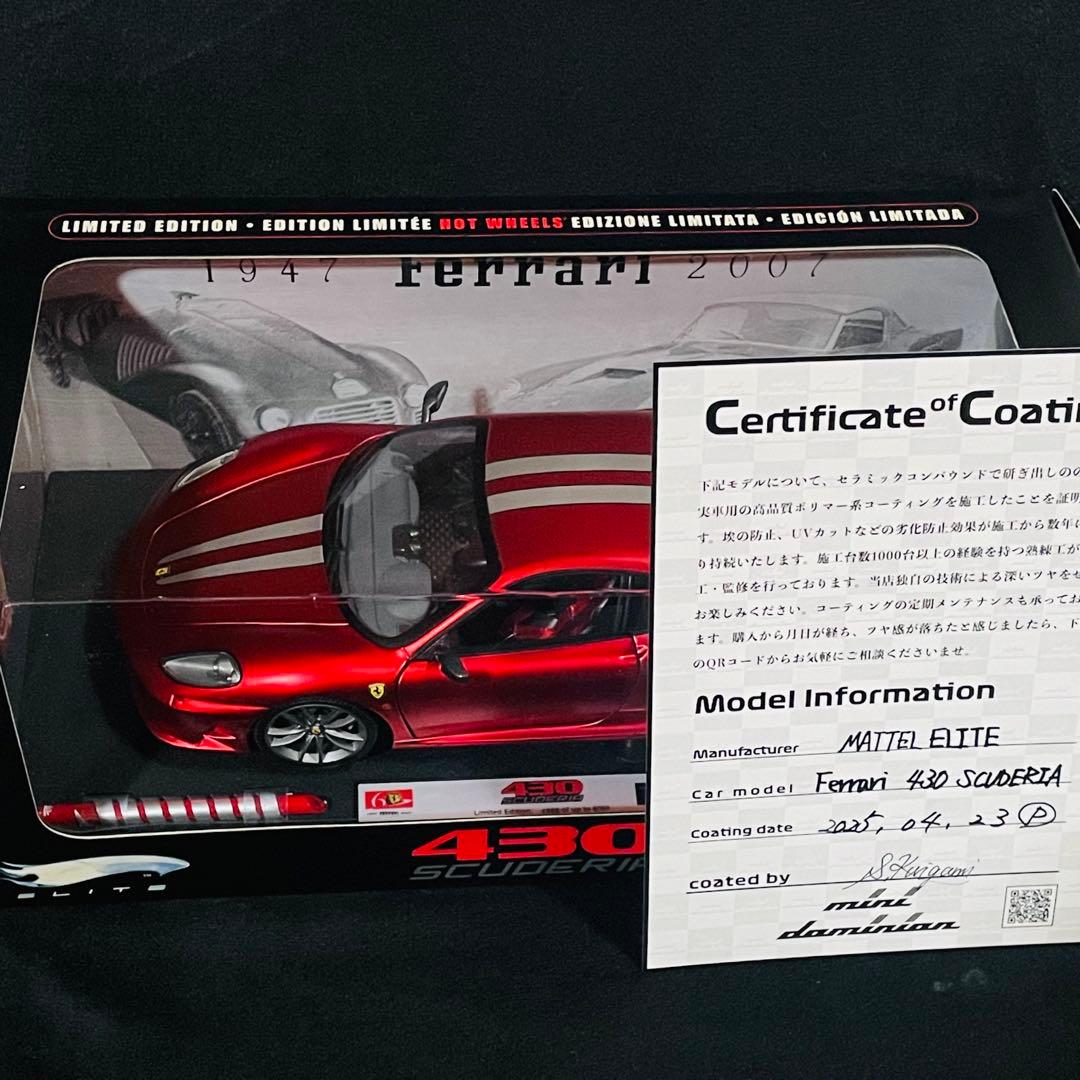 LIMITED EDITION • EDITION LIMITÉE HOT WHEELS EDIZIONE LIMITATA • EDICIÓN LIMITADA
1947 Ferrari 2007
430
SCUDERIA
Limited Edition
430
SCUDERIA
ELITE
Certificate of Coati
下記モデルについて、セラミックコンパウンドで研ぎ出しのの
実車用の高品質ポリマー系コーティングを施工したことを証明
す。埃の防止、UVカットなどの劣化防止効果が施工から数年に
り持続いたします。施工台数1000台以上の経験を持つ熟練工が
工・監修を行っております。当店独自の技術による深いツヤをせ
お楽しみください。コーティングの定期メンテナンスも承ってお
ます。購入から月日が経ち、ツヤ感が落ちたと感じましたら、下
のQRコードからお気軽にご相談くださいませ。
Model Information
Manufacturer MATTEL ELITE
Car model Ferrari 430 SCUDERIA
Coating date 2025, 04, 23 Ⓟ
coated by S.Kurigami
mini
daminian